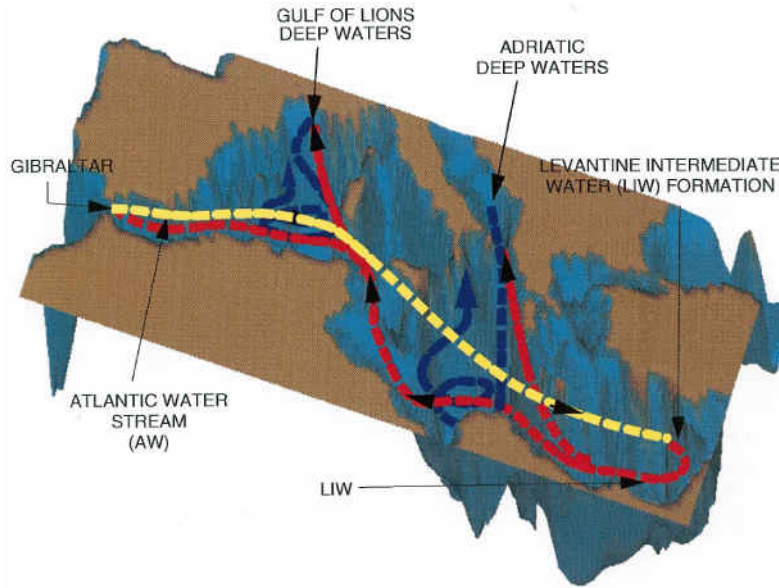 GULF OF LIONS
DEEP WATERS
ADRIATIC
DEEP WATERS
GIBRALTAR
LEVANTINE INTERMEDIATE
WATER (LIW) FORMATION
ATLANTIC WATER
STREAM
(AW)
LIW